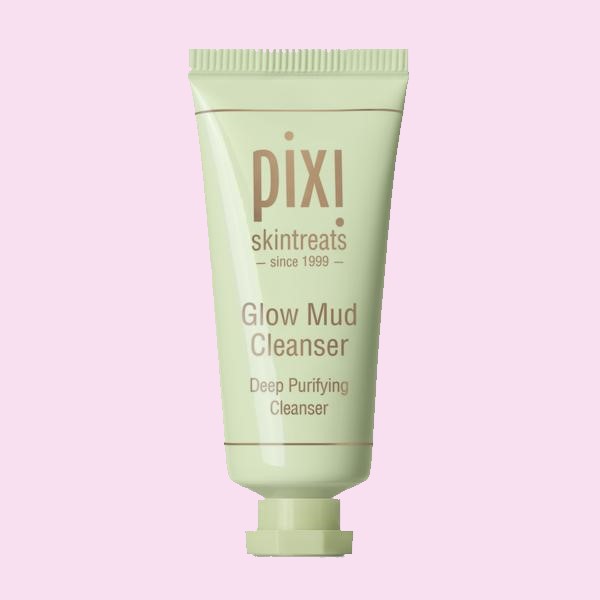 pixi
skintreats
– since 1999 –
Glow Mud
Cleanser
Deep Purifying
Cleanser